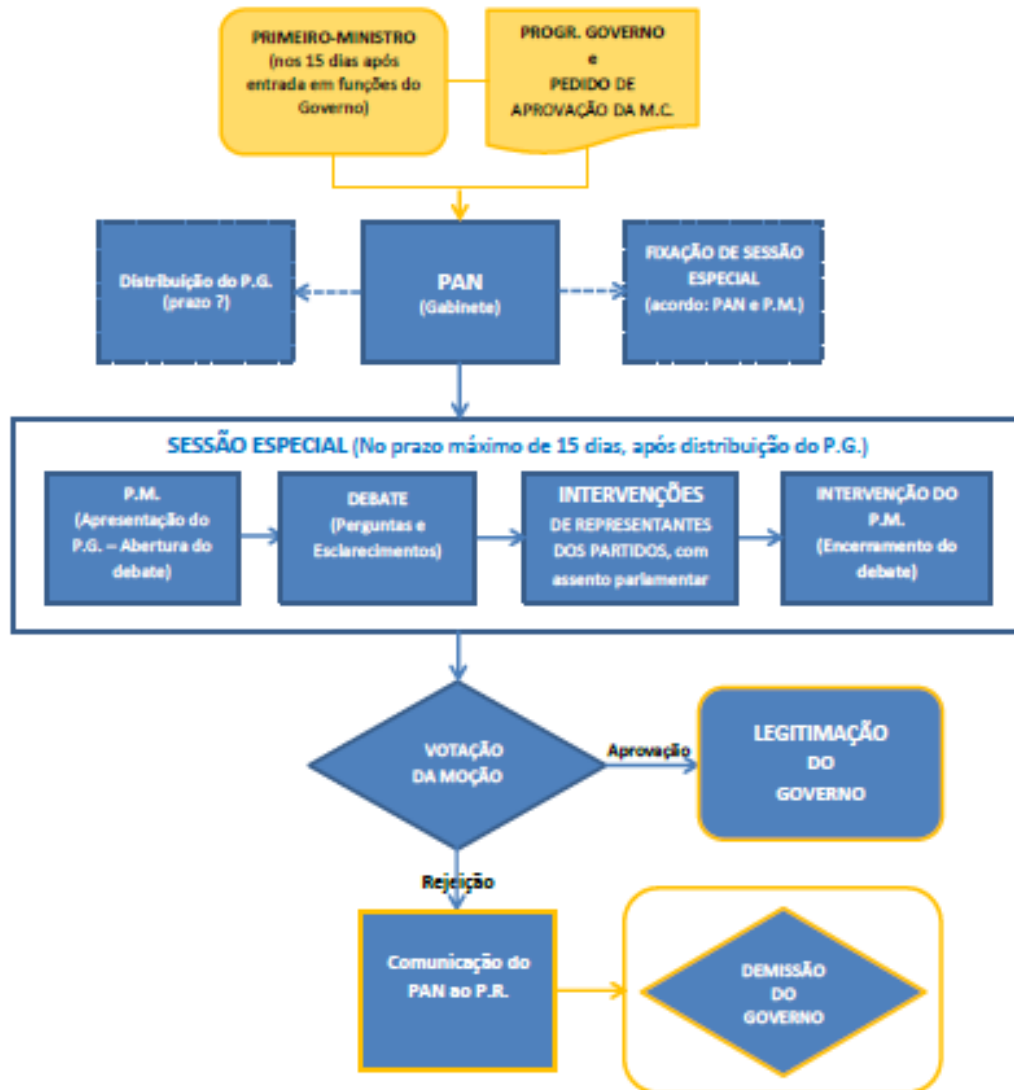 PRIMEIRO-MINISTRO
(nos 15 dias após
entrada em funções do
Governo)
PROGR. GOVERNO
e
PEDIDO DE
APROVAÇÃO DA M.C.
Distribuição do P.G.
(prazo ?)
PAN
(Gabinete)
FIXAÇÃO DE SESSÃO
ESPECIAL
(acordo: PAN e P.M.)
SESSÃO ESPECIAL (No prazo máximo de 15 dias, após distribuição do P.G.)
P.M.
(Apresentação do
P.G. – Abertura do
debate)
DEBATE
(Perguntas e
Esclarecimentos)
INTERVENÇÕES
DE REPRESENTANTES
DOS PARTIDOS, com
assento parlamentar
INTERVENÇÃO DO
P.M.
(Encerramento do
debate)
VOTAÇÃO
DA MOÇÃO
Aprovação
LEGITIMAÇÃO
DO
GOVERNO
Rejeição
Comunicação do
PAN ao P.R.
DEMISSÃO
DO
GOVERNO